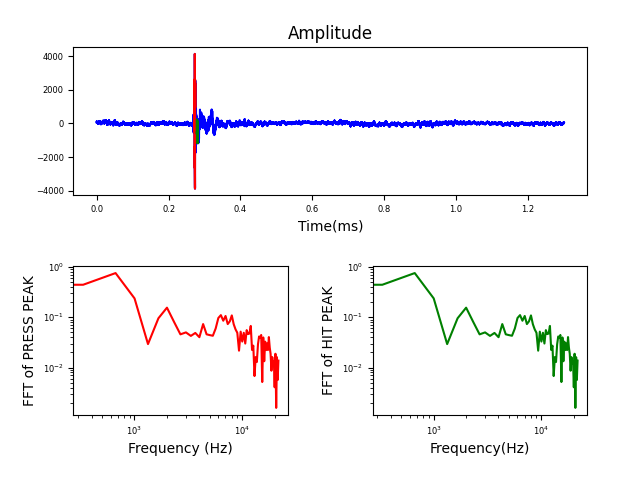 Amplitude
4000
2000
0
−2000
−4000
0.0 0.2 0.4 0.6 0.8 1.0 1.2
Time(ms)
FFT of PRESS PEAK
10⁰
10⁻¹
10⁻²
10³ 10⁴
Frequency (Hz)
FFT of HIT PEAK
10⁰
10⁻¹
10⁻²
10³ 10⁴
Frequency(Hz)